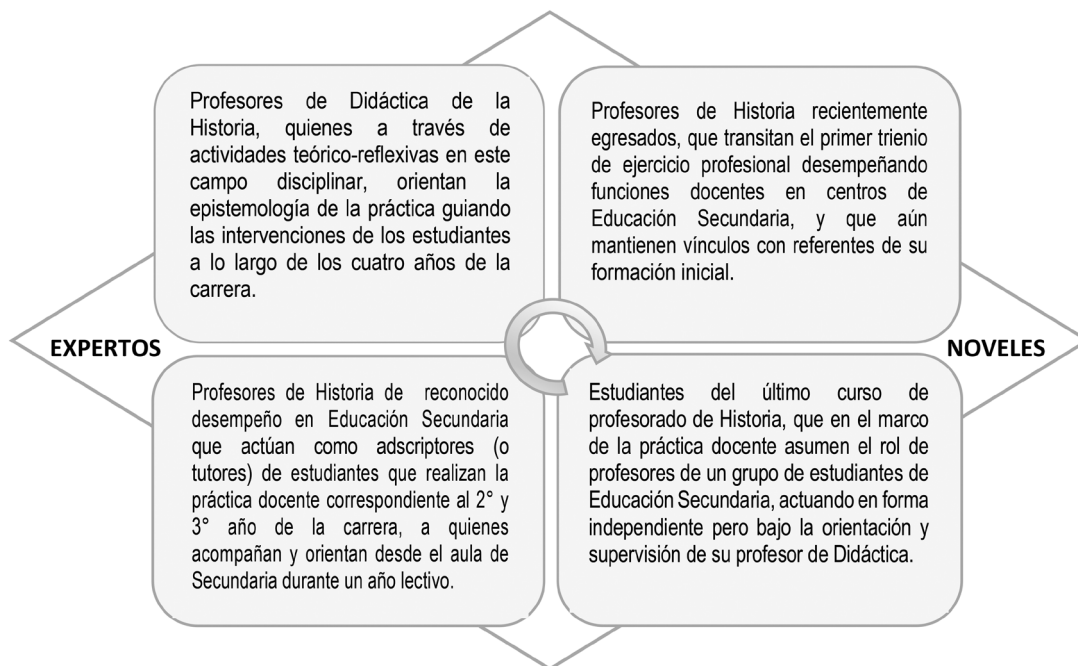 Profesores de Didáctica de la
Historia, quienes a través de
actividades teórico-reflexivas en este
campo disciplinar, orientan la
epistemología de la práctica guiando
las intervenciones de los estudiantes
a lo largo de los cuatro años de la
carrera.
Profesores de Historia recientemente
egresados, que transitan el primer trienio
de ejercicio profesional desempeñando
funciones docentes en centros de
Educación Secundaria, y que aún
mantienen vínculos con referentes de su
formación inicial.
EXPERTOS
NOVELES
Profesores de Historia de reconocido
desempeño en Educación Secundaria
que actúan como adscriptores (o
tutores) de estudiantes que realizan la
práctica docente correspondiente al 2° y
3° año de la carrera, a quienes
acompañan y orientan desde el aula de
Secundaria durante un año lectivo.
Estudiantes del último curso de
profesorado de Historia, que en el marco
de la práctica docente asumen el rol de
profesores de un grupo de estudiantes de
Educación Secundaria, actuando en forma
independiente pero bajo la orientación y
supervisión de su profesor de Didáctica.